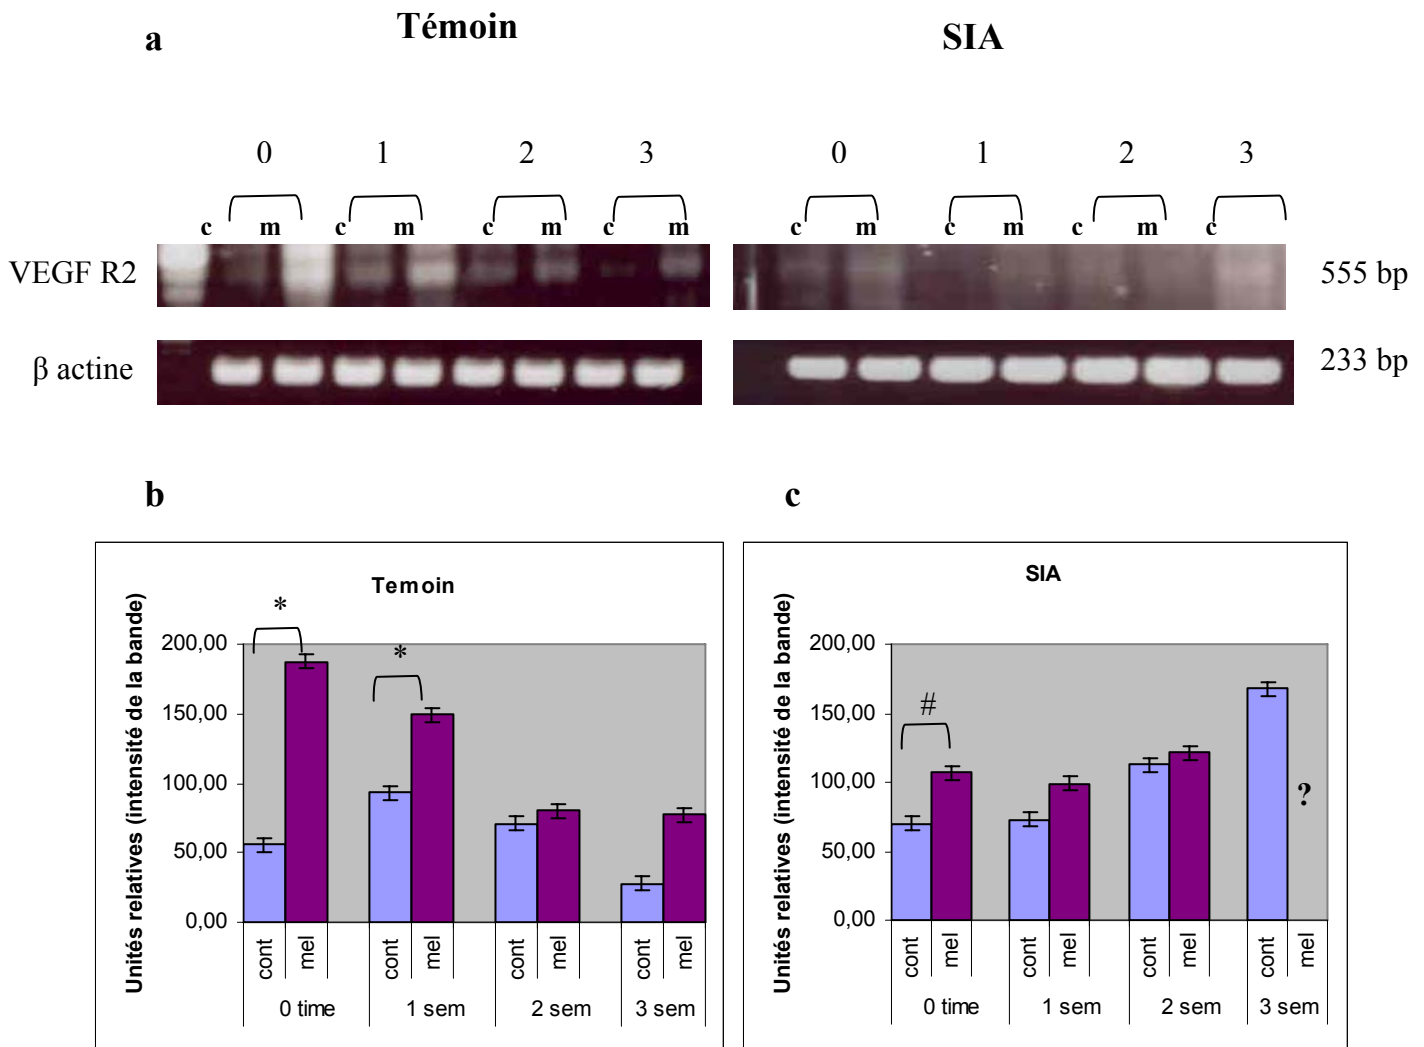 a
Témoin
SIA
0 1 2 3
0 1 2 3
c m c m c m c m
c m c m c m c
VEGF R2
555 bp
β actine
233 bp
b
c
Temoin
Unités relatives (intensité de la bande)
200,00
150,00
100,00
50,00
0,00
*
*
cont mel cont mel cont mel cont mel
0 time 1 sem 2 sem 3 sem
SIA
Unités relatives (intensité de la bande)
200,00
150,00
100,00
50,00
0,00
#
?
cont mel cont mel cont mel cont mel
0 time 1 sem 2 sem 3 sem